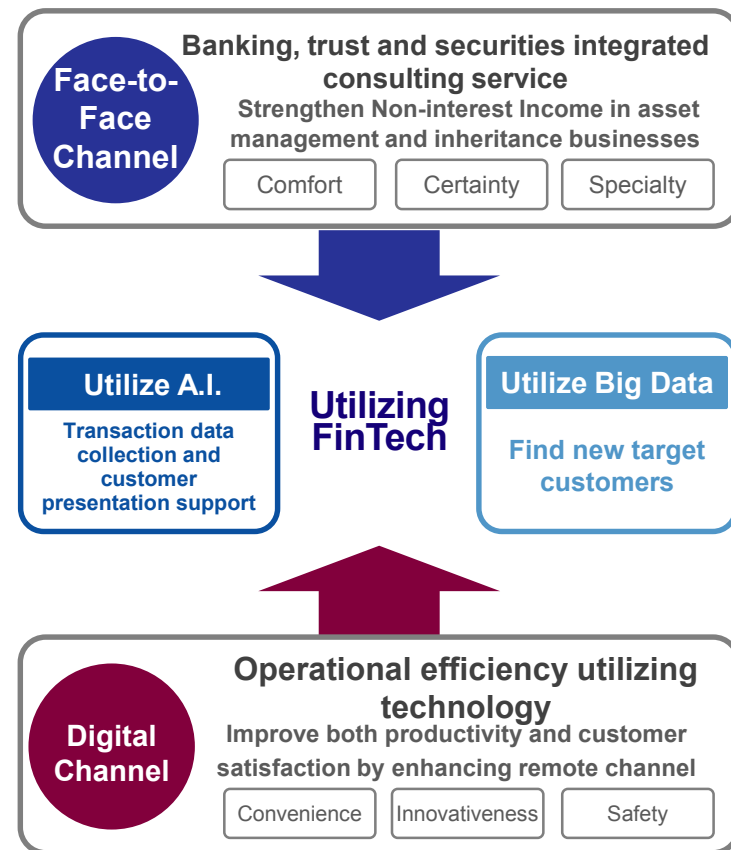 Face-to-
Face
Channel
Banking, trust and securities integrated
consulting service
Strengthen Non-interest Income in asset
management and inheritance businesses
Comfort
Certainty
Specialty
Utilize A.I.
Transaction data
collection and
customer
presentation support
Utilizing
FinTech
Utilize Big Data
Find new target
customers
Digital
Channel
Operational efficiency utilizing
technology
Improve both productivity and customer
satisfaction by enhancing remote channel
Convenience
Innovativeness
Safety